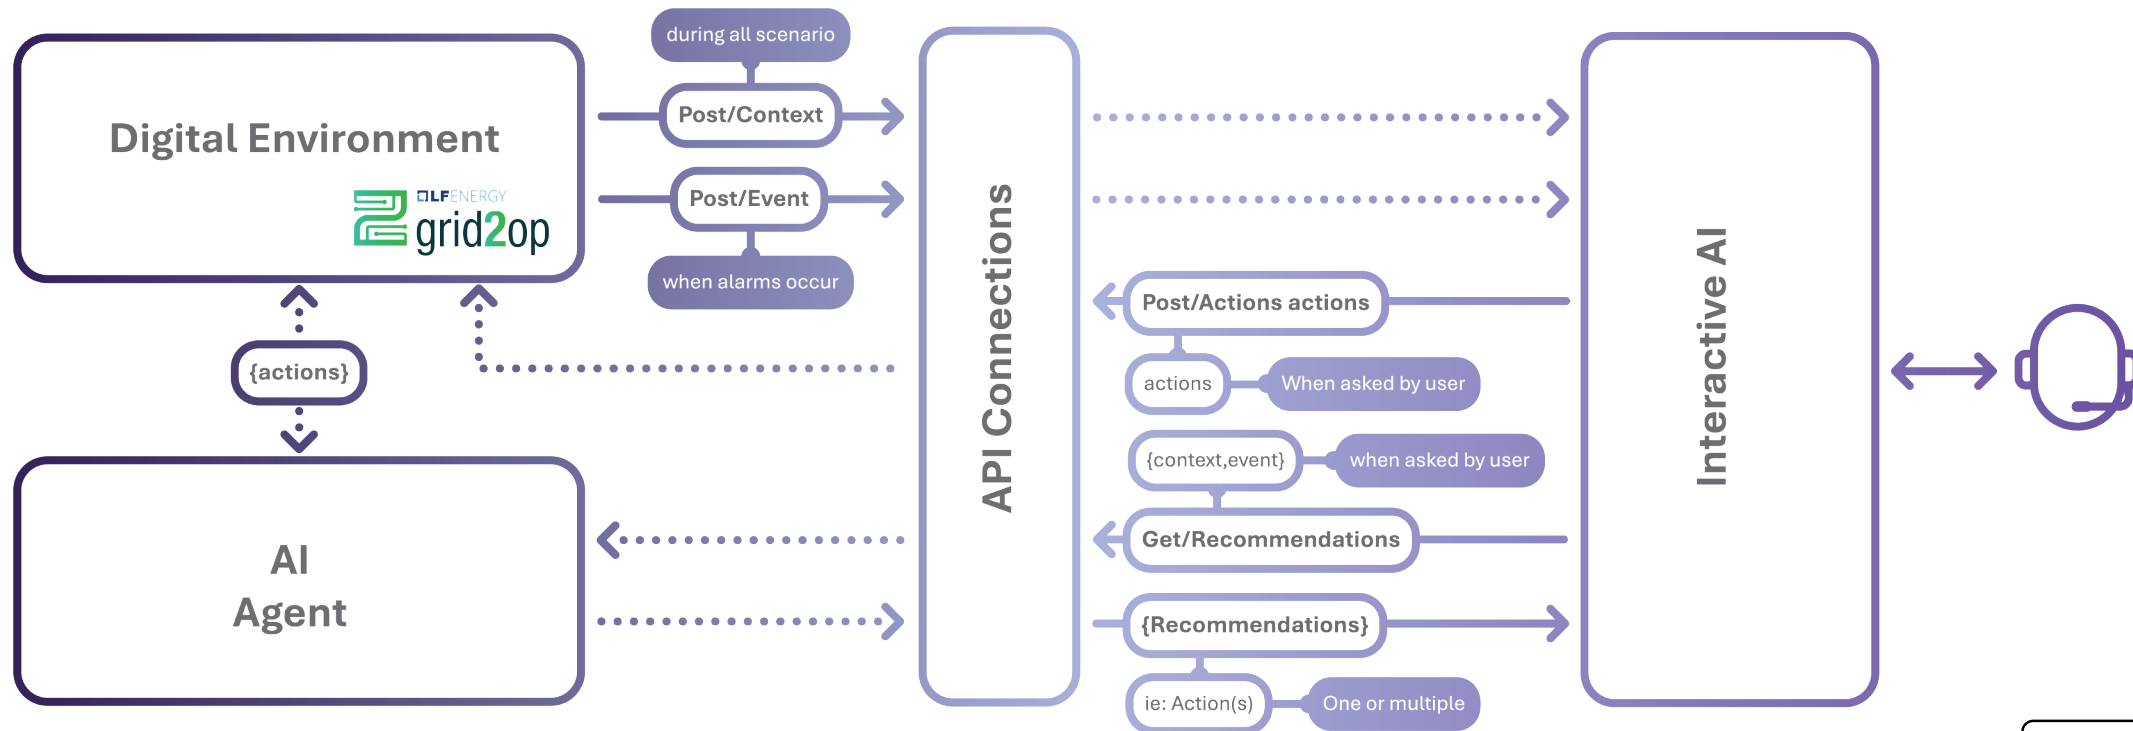 during all scenario
Post/Context
Digital Environment
LFENERGY
grid2op
Post/Event
when alarms occur
{actions}
AI
Agent
API Connections
Post/Actions actions
actions
When asked by user
{context,event}
when asked by user
Get/Recommendations
{Recommendations}
ie: Action(s)
One or multiple
Interactive AI